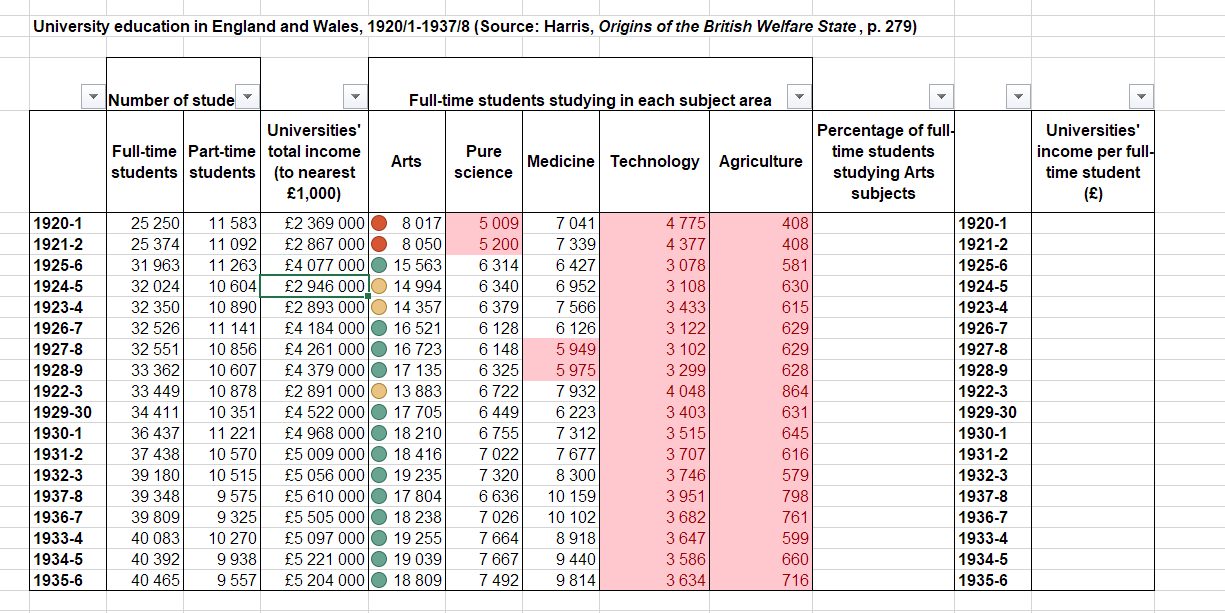 University education in England and Wales, 1920/1-1937/8 (Source: Harris, Origins of the British Welfare State, p. 279)
Number of stude Full-time students studying in each subject area
Full-time students Part-time students Universities' total income (to nearest £1,000) Arts Pure science Medicine Technology Agriculture Percentage of full-time students studying Arts subjects Universities' income per full-time student (£)
1920-1 25 250 11 583 £2 369 000 8 017 5 009 7 041 4 775 408 1920-1
1921-2 25 374 11 092 £2 867 000 8 050 5 200 7 339 4 377 408 1921-2
1925-6 31 963 11 263 £4 077 000 15 563 6 314 6 427 3 078 581 1925-6
1924-5 32 024 10 604 £2 946 000 14 994 6 340 6 952 3 108 630 1924-5
1923-4 32 350 10 890 £2 893 000 14 357 6 379 7 566 3 433 615 1923-4
1926-7 32 526 11 141 £4 184 000 16 521 6 128 6 126 3 122 629 1926-7
1927-8 32 551 10 856 £4 261 000 16 723 6 148 5 949 3 102 629 1927-8
1928-9 33 362 10 607 £4 379 000 17 135 6 325 5 975 3 299 628 1928-9
1922-3 33 449 10 878 £2 891 000 13 883 6 722 7 932 4 048 864 1922-3
1929-30 34 411 10 351 £4 522 000 17 705 6 449 6 223 3 403 631 1929-30
1930-1 36 437 11 221 £4 968 000 18 210 6 755 7 312 3 515 645 1930-1
1931-2 37 438 10 570 £5 009 000 18 416 7 022 7 677 3 707 616 1931-2
1932-3 39 180 10 515 £5 056 000 19 235 7 320 8 300 3 746 579 1932-3
1937-8 39 348 9 575 £5 610 000 17 804 6 636 10 159 3 951 798 1937-8
1936-7 39 809 9 325 £5 505 000 18 238 7 026 10 102 3 682 761 1936-7
1933-4 40 083 10 270 £5 097 000 19 255 7 664 8 918 3 647 599 1933-4
1934-5 40 392 9 938 £5 221 000 19 039 7 667 9 440 3 586 660 1934-5
1935-6 40 465 9 557 £5 204 000 18 809 7 492 9 814 3 634 716 1935-6